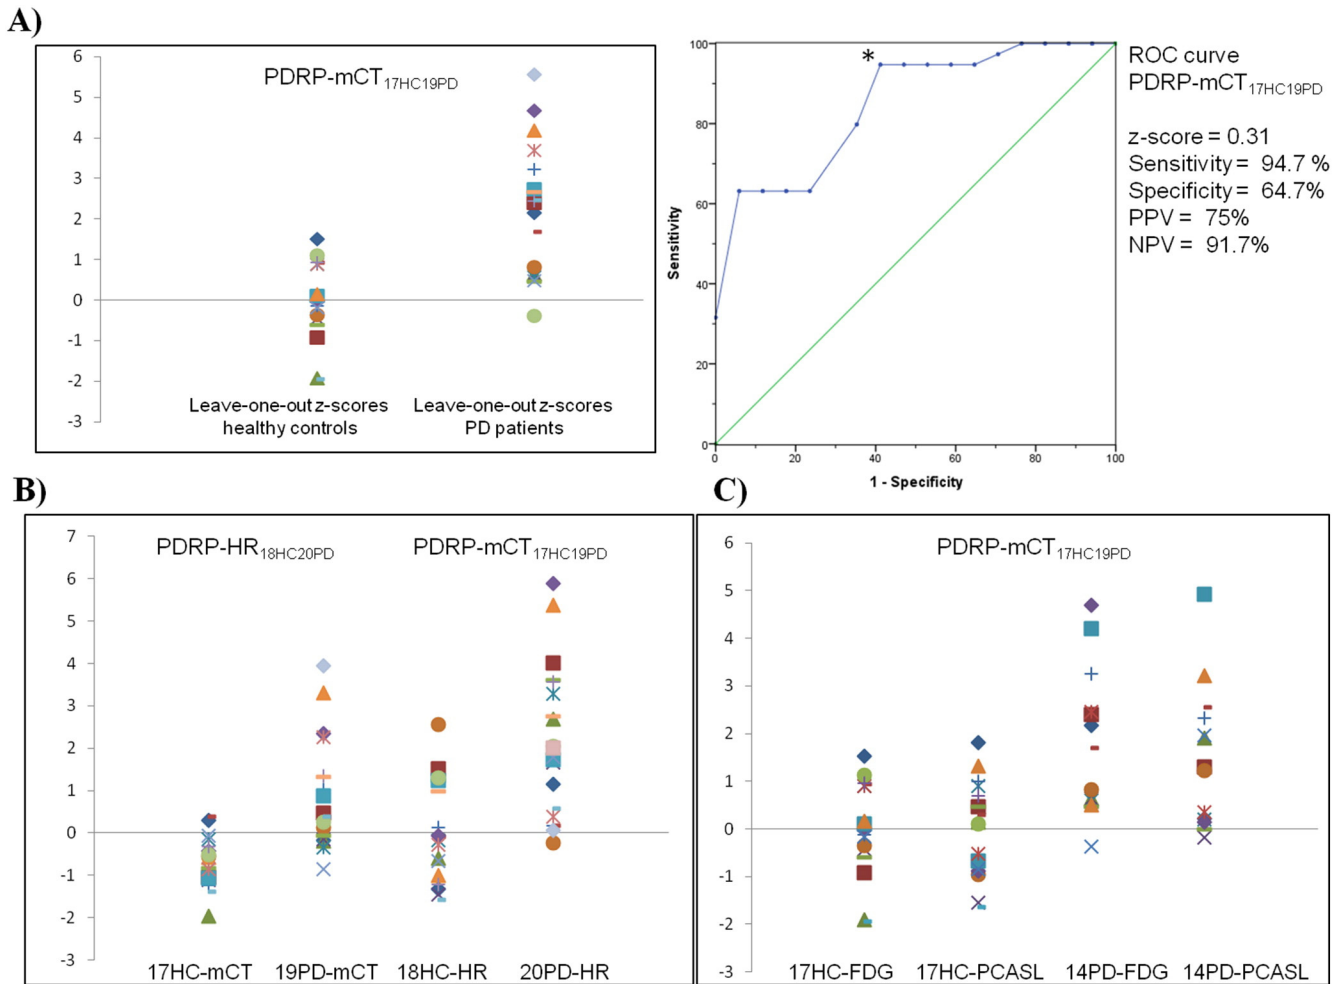 A)
PDRP-mCT17HC19PD
6
5
4
3
2
1
0
-1
-2
-3
Leave-one-out z-scores
healthy controls
Leave-one-out z-scores
PD patients
*
100
80
60
40
20
0
Sensitivity
0 20 40 60 80 100
1 - Specificity
ROC curve
PDRP-mCT17HC19PD
z-score = 0.31
Sensitivity = 94.7 %
Specificity = 64.7%
PPV = 75%
NPV = 91.7%
B)
PDRP-HR18HC20PD PDRP-mCT17HC19PD
7
6
5
4
3
2
1
0
-1
-2
-3
17HC-mCT 19PD-mCT 18HC-HR 20PD-HR
C)
PDRP-mCT17HC19PD
6
5
4
3
2
1
0
-1
-2
-3
17HC-FDG 17HC-PCASL 14PD-FDG 14PD-PCASL